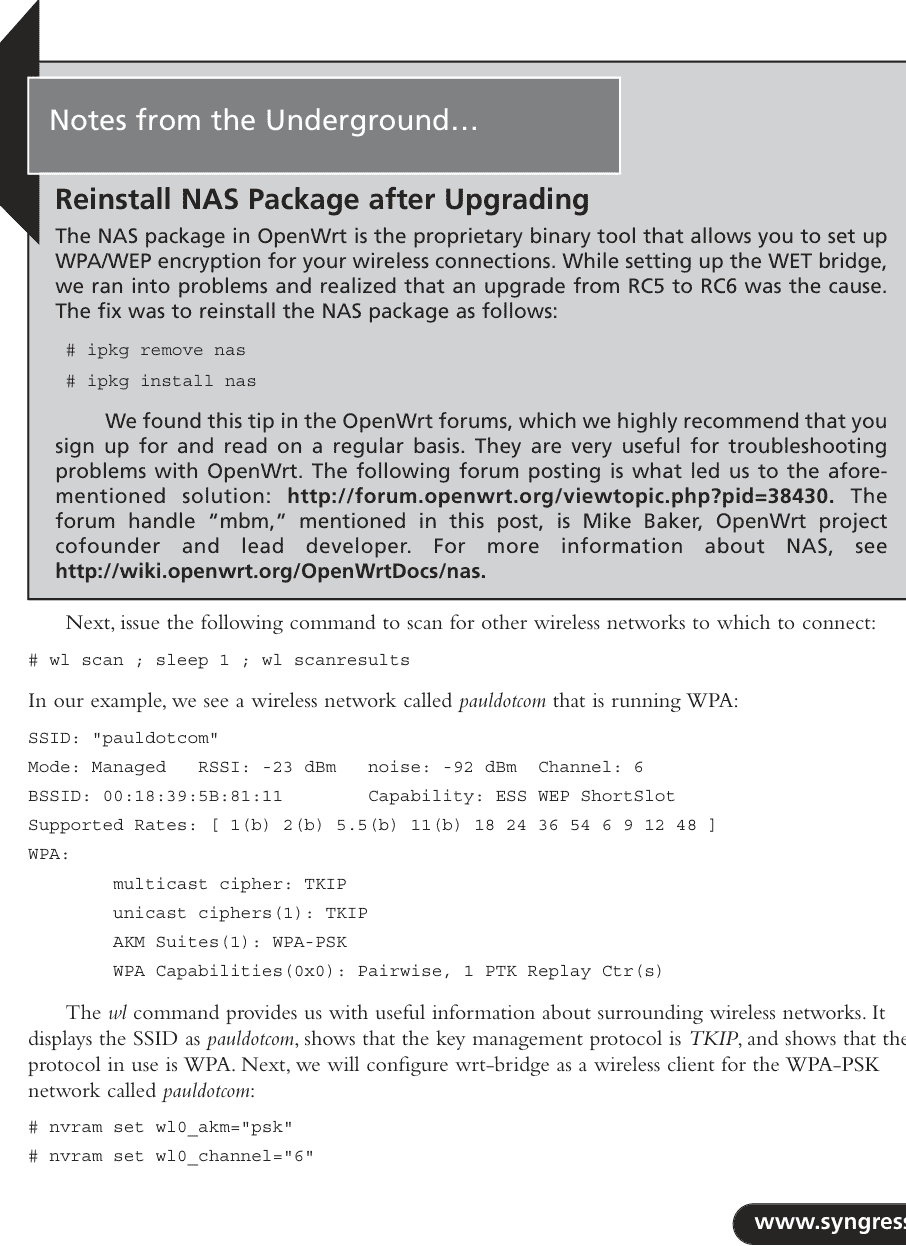 Notes from the Underground…
Reinstall NAS Package after Upgrading
The NAS package in OpenWrt is the proprietary binary tool that allows you to set up
WPA/WEP encryption for your wireless connections. While setting up the WET bridge,
we ran into problems and realized that an upgrade from RC5 to RC6 was the cause.
The fix was to reinstall the NAS package as follows:
# ipkg remove nas
# ipkg install nas
We found this tip in the OpenWrt forums, which we highly recommend that you
sign up for and read on a regular basis. They are very useful for troubleshooting
problems with OpenWrt. The following forum posting is what led us to the afore-
mentioned solution: http://forum.openwrt.org/viewtopic.php?pid=38430. The
forum handle “mbm,” mentioned in this post, is Mike Baker, OpenWrt project
cofounder and lead developer. For more information about NAS, see
http://wiki.openwrt.org/OpenWrtDocs/nas.
Next, issue the following command to scan for other wireless networks to which to connect:
# wl scan ; sleep 1 ; wl scanresults
In our example, we see a wireless network called pauldotcom that is running WPA:
SSID: "pauldotcom"
Mode: Managed   RSSI: -23 dBm   noise: -92 dBm  Channel: 6
BSSID: 00:18:39:5B:81:11        Capability: ESS WEP ShortSlot
Supported Rates: [ 1(b) 2(b) 5.5(b) 11(b) 18 24 36 54 6 9 12 48 ]
WPA:
multicast cipher: TKIP
unicast ciphers(1): TKIP
AKM Suites(1): WPA-PSK
WPA Capabilities(0x0): Pairwise, 1 PTK Replay Ctr(s)
The wl command provides us with useful information about surrounding wireless networks. It
displays the SSID as pauldotcom, shows that the key management protocol is TKIP, and shows that the
protocol in use is WPA. Next, we will configure wrt-bridge as a wireless client for the WPA-PSK
network called pauldotcom:
# nvram set wl0_akm="psk"
# nvram set wl0_channel="6"
www.syngress